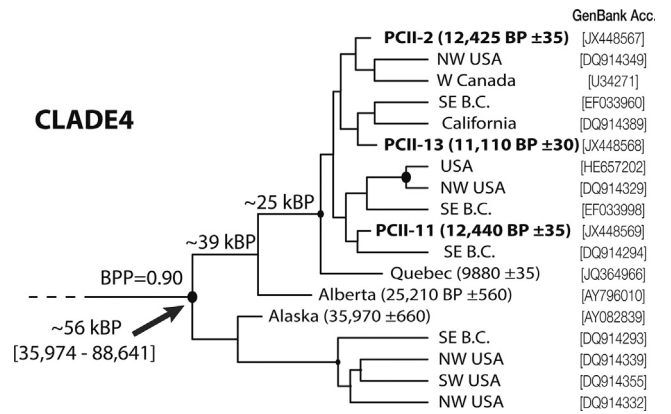 GenBank Acc.
PCII-2 (12,425 BP ±35) [JX448567]
NW USA [DQ914349]
W Canada [U34271]
SE B.C. [EF033960]
CLADE4
California [DQ914389]
PCII-13 (11,110 BP ±30) [JX448568]
USA [HE657202]
NW USA [DQ914329]
~25 kBP
SE B.C. [EF033998]
PCII-11 (12,440 BP ±35) [JX448569]
~39 kBP
SE B.C. [DQ914294]
Quebec (9880 ±35) [JQ364966]
BPP=0.90
Alberta (25,210 BP ±560) [AY796010]
Alaska (35,970 ±660) [AY082839]
~56 kBP
[35,974 - 88,641]
SE B.C. [DQ914293]
NW USA [DQ914339]
SW USA [DQ914355]
NW USA [DQ914332]